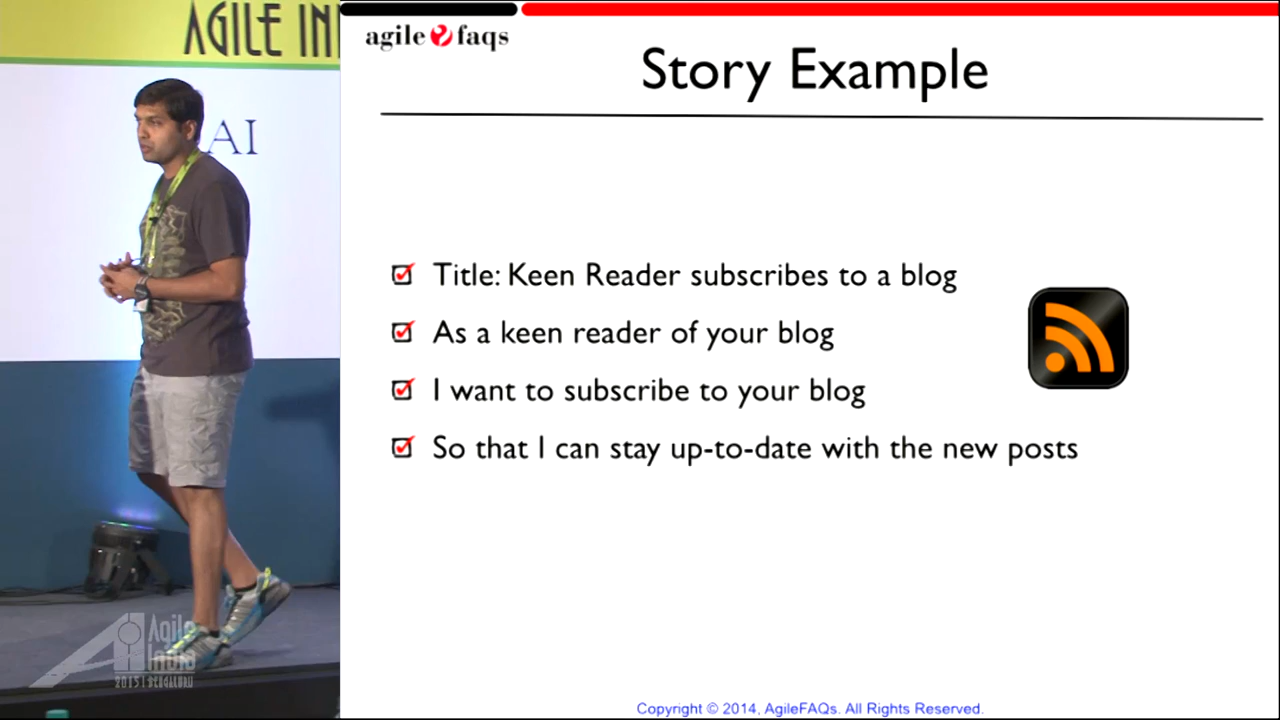 AGILE IN
AI
agile faqs
Story Example
Title: Keen Reader subscribes to a blog
As a keen reader of your blog
I want to subscribe to your blog
So that I can stay up-to-date with the new posts
Agile
India
2015 | BENGALURU
Copyright © 2014, AgileFAQs. All Rights Reserved.